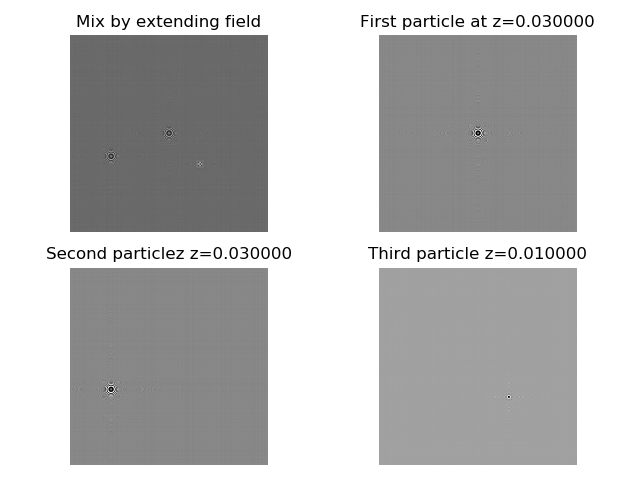 Mix by extending field
First particle at z=0.030000
Second particlez z=0.030000
Third particle z=0.010000